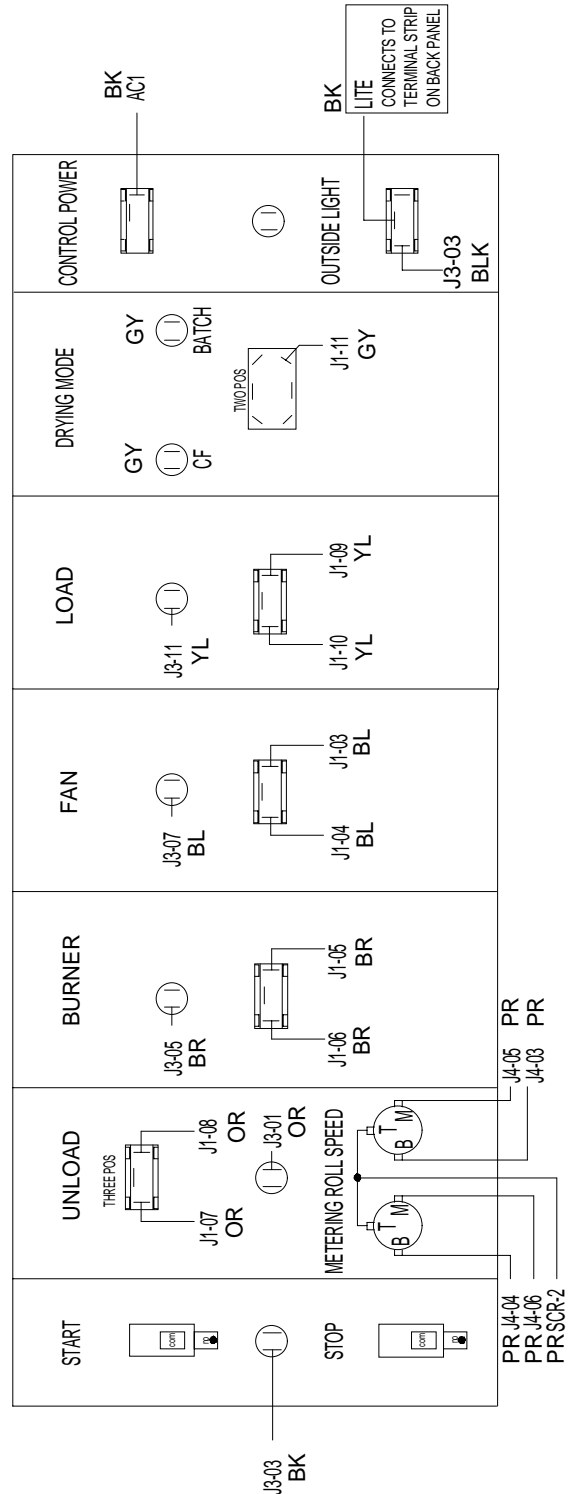 J3-03
BK
START
com
STOP
com
UNLOAD
THREE POS
J1-07
OR
J1-08
OR
J3-01
OR
METERING ROLL SPEED
B T M
B T M
PR J4-04
PR J4-06
PR SCR-2
J4-05 PR
J4-03 PR
BURNER
J3-05
BR
J1-06
BR
J1-05
BR
FAN
J3-07
BL
J1-04
BL
J1-03
BL
LOAD
J3-11
YL
J1-10
YL
J1-09
YL
DRYING MODE
GY
CF
GY
BATCH
TWO POS
J1-11
GY
CONTROL POWER
BK
AC1
OUTSIDE LIGHT
J3-03
BLK
BK
LITE
CONNECTS TO
TERMINAL STRIP
ON BACK PANEL